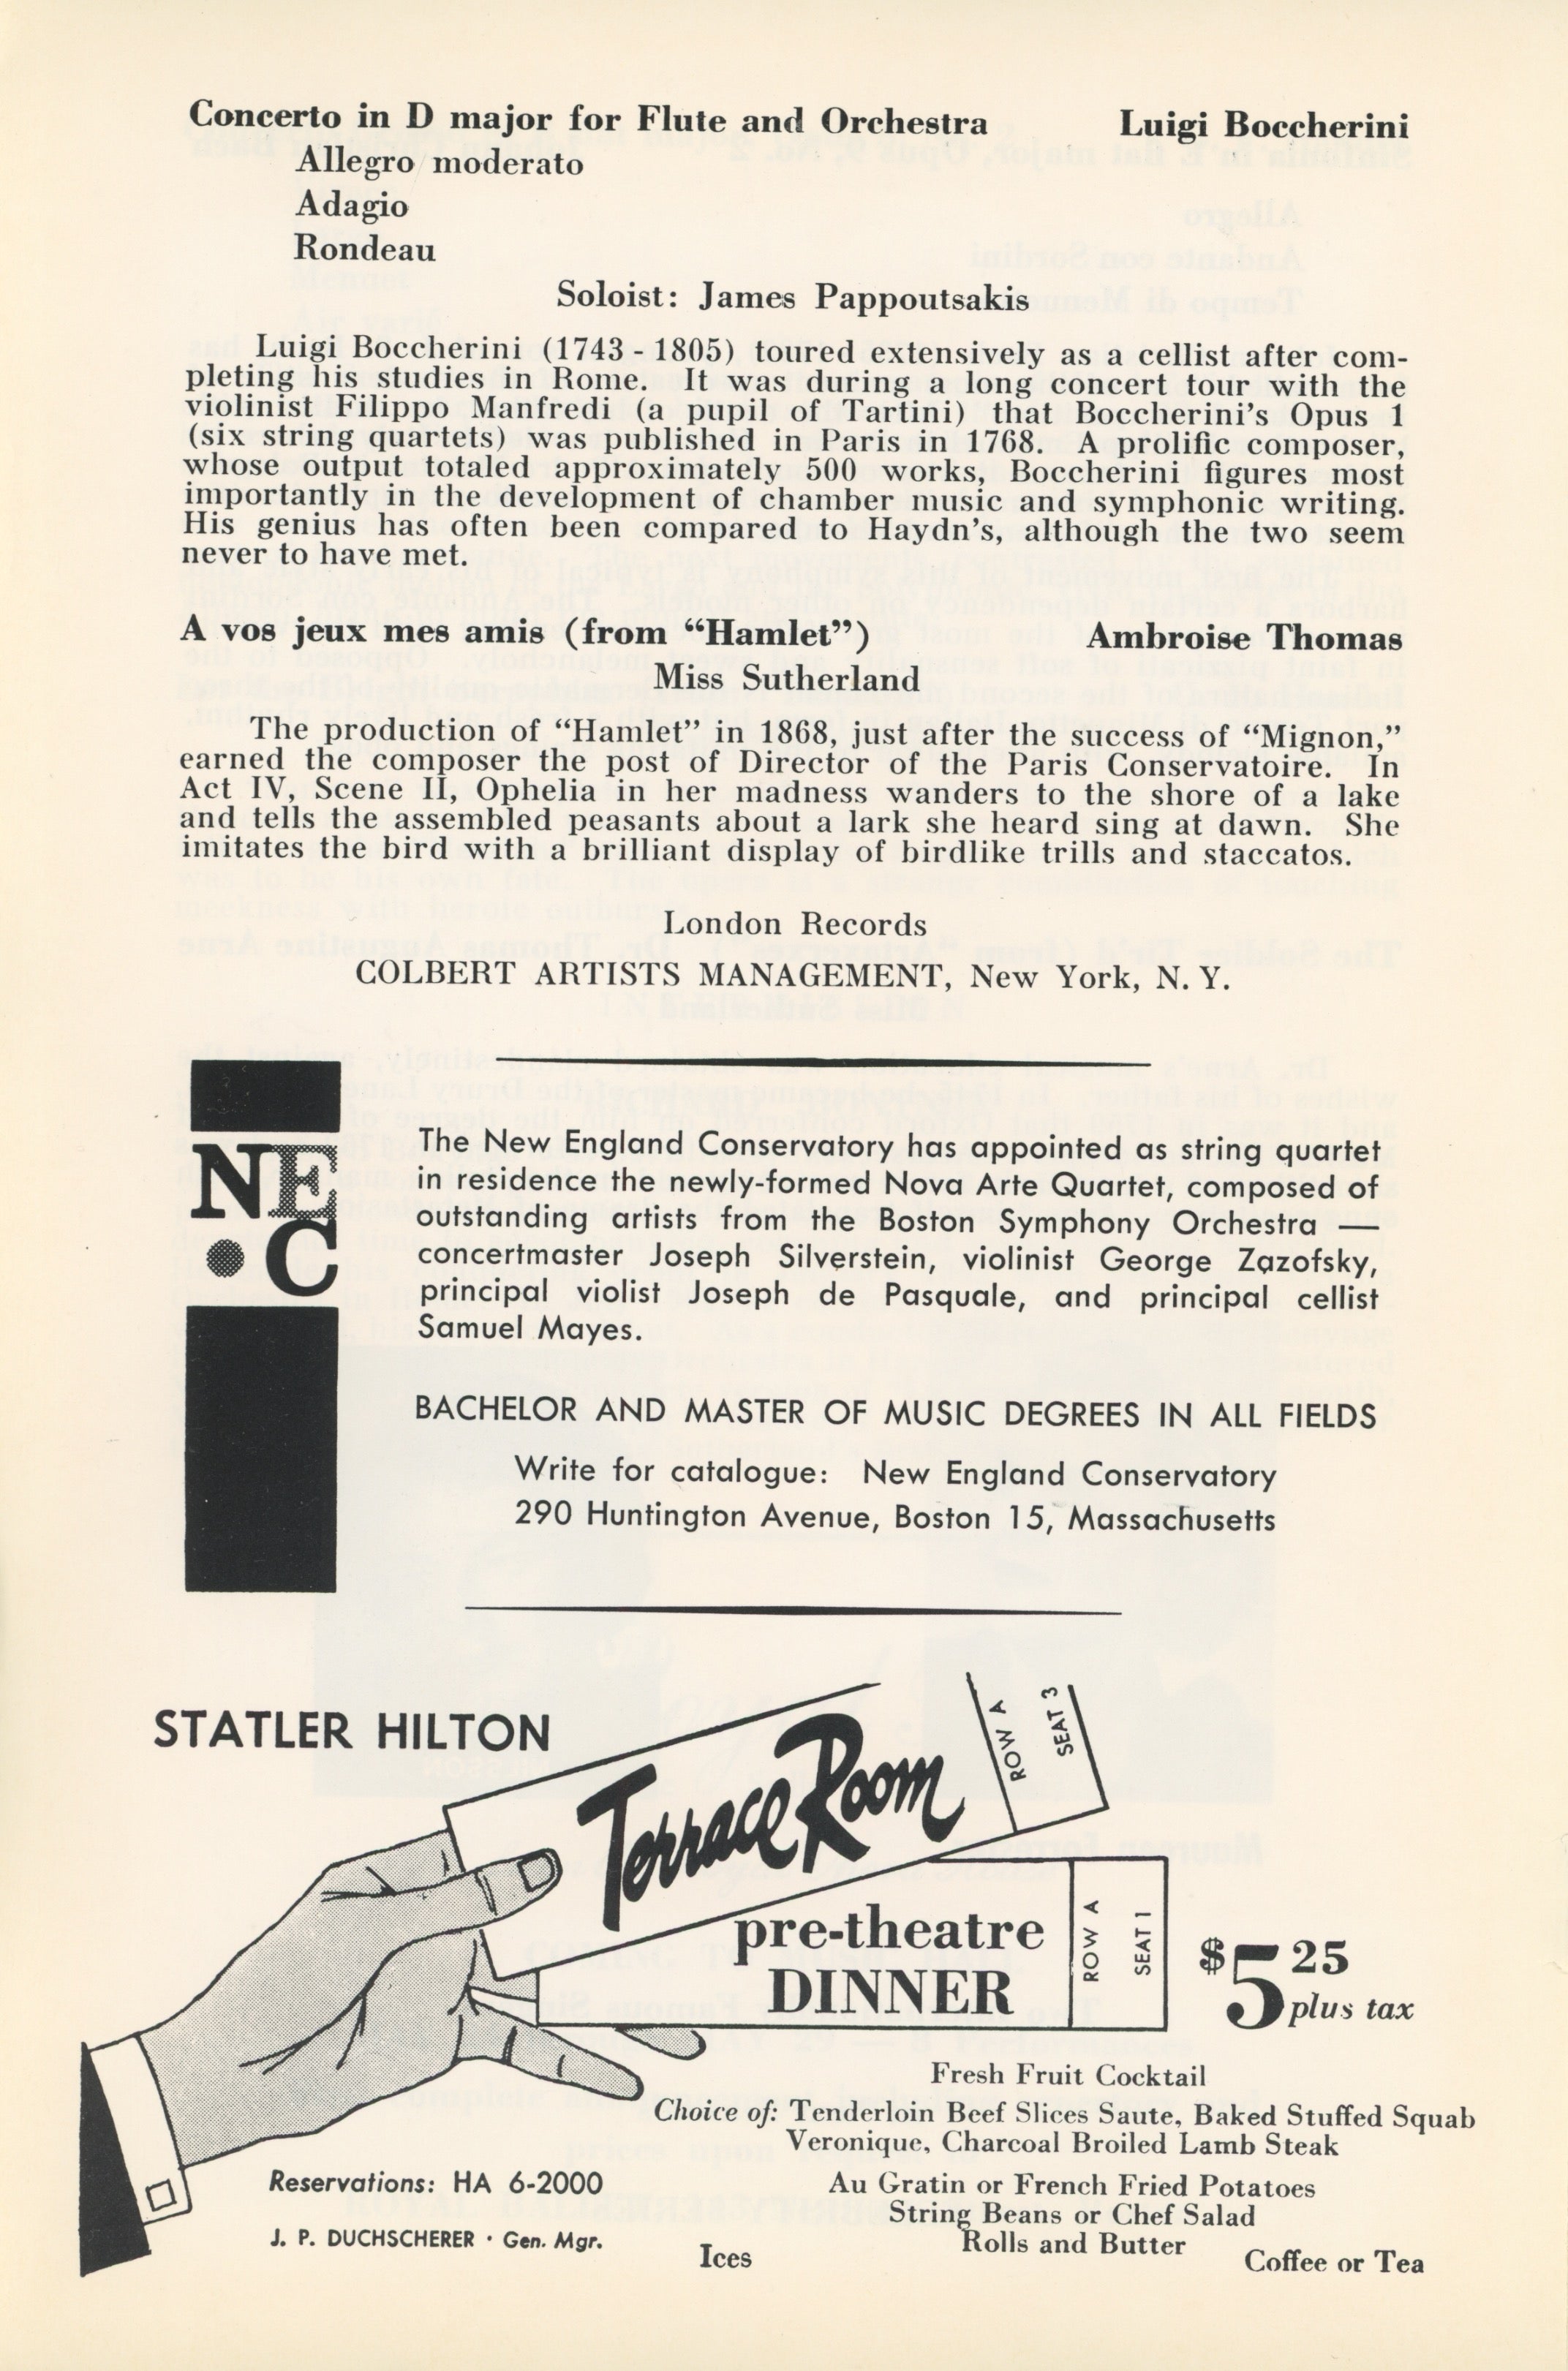 Concerto in D major for Flute and Orchestra Luigi Boccherini
Allegro moderato
Adagio
Rondeau
Soloist: James Pappoutsakis
Luigi Boccherini (1743 - 1805) toured extensively as a cellist after com-
pleting his studies in Rome. It was during a long concert tour with the
violinist Filippo Manfredi (a pupil of Tartini) that Boccherini's Opus 1
(six string quartets) was published in Paris in 1768. A prolific composer,
whose output totaled approximately 500 works, Boccherini figures most
importantly in the development of chamber music and symphonic writing.
His genius has often been compared to Haydn's, although the two seem
never to have met.
A vos jeux mes amis (from “Hamlet”) Ambroise Thomas
Miss Sutherland
The production of “Hamlet” in 1868, just after the success of “Mignon,”
earned the composer the post of Director of the Paris Conservatoire. In
Act IV, Scene II, Ophelia in her madness wanders to the shore of a lake
and tells the assembled peasants about a lark she heard sing at dawn. She
imitates the bird with a brilliant display of birdlike trills and staccatos.
London Records
COLBERT ARTISTS MANAGEMENT, New York, N. Y.
NE
C
The New England Conservatory has appointed as string quartet
in residence the newly-formed Nova Arte Quartet, composed of
outstanding artists from the Boston Symphony Orchestra —
concertmaster Joseph Silverstein, violinist George Zazofsky,
principal violist Joseph de Pasquale, and principal cellist
Samuel Mayes.
BACHELOR AND MASTER OF MUSIC DEGREES IN ALL FIELDS
Write for catalogue: New England Conservatory
290 Huntington Avenue, Boston 15, Massachusetts
STATLER HILTON
Terrace Room
ROW A
SEAT 3
pre-theatre
DINNER
ROW A
SEAT 1
$5 25
plus tax
Fresh Fruit Cocktail
Choice of: Tenderloin Beef Slices Saute, Baked Stuffed Squab
Veronique, Charcoal Broiled Lamb Steak
Au Gratin or French Fried Potatoes
String Beans or Chef Salad
Rolls and Butter
Ices
Coffee or Tea
Reservations: HA 6-2000
J. P. DUCHSCHERER · Gen. Mgr.